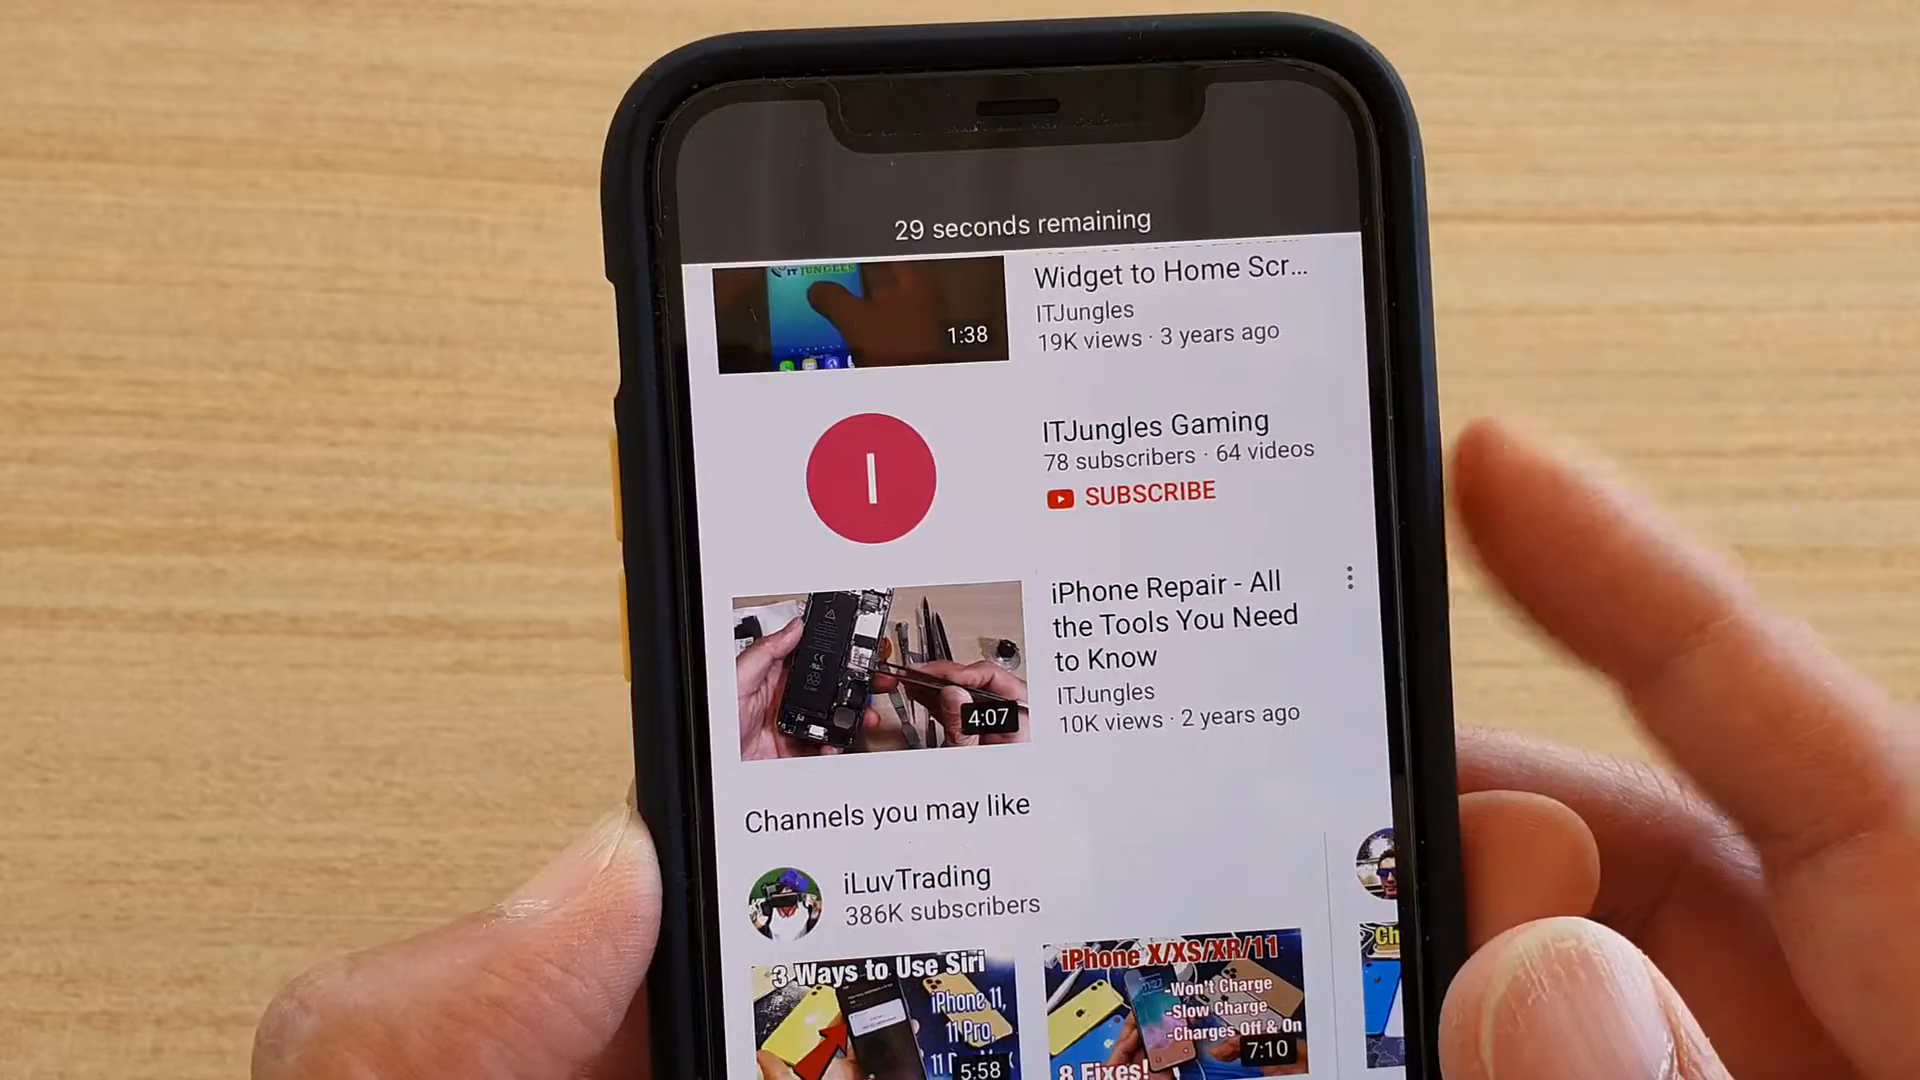 29 seconds remaining
IT JUNGLES
1:38
Widget to Home Scr...
ITJungles
19K views · 3 years ago
I
ITJungles Gaming
78 subscribers · 64 videos
SUBSCRIBE
4:07
iPhone Repair - All
the Tools You Need
to Know
ITJungles
10K views · 2 years ago
Channels you may like
iLuvTrading
386K subscribers
3 Ways to Use Siri
iPhone 11,
11 Pro,
5:58
iPhone X/XS/XR/11
-Won't Charge
-Slow Charge
-Charges Off & On
8 Fixes!
7:10
Ch